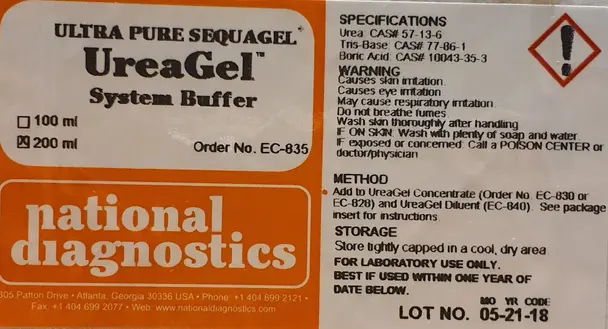 ULTRA PURE SEQUAGEL
UreaGel™
System Buffer
100 ml
☒ 200 ml
Order No. EC-835
national
diagnostics
305 Patton Drive • Atlanta, Georgia 30336 USA • Phone: +1 404 699 2121 •
Fax: +1 404 699 2077 • Web: www.nationaldiagnostics.com
SPECIFICATIONS
Urea CAS# 57-13-6
Tris-Base CAS# 77-86-1
Boric Acid CAS# 10043-35-3
WARNING
Causes skin irritation
Causes eye irritation
May cause respiratory irritation
Do not breathe fumes
Wash skin thoroughly after handling
IF ON SKIN: Wash with plenty of soap and water
IF exposed or concerned: Call a POISON CENTER or
doctor/physician
METHOD
Add to UreaGel Concentrate (Order No. EC-830 or
EC-828) and UreaGel Diluent (EC-840). See package
insert for instructions.
STORAGE
Store tightly capped in a cool, dry area.
FOR LABORATORY USE ONLY.
BEST IF USED WITHIN ONE YEAR OF
DATE BELOW.
MO YR CODE
LOT NO. 05-21-18